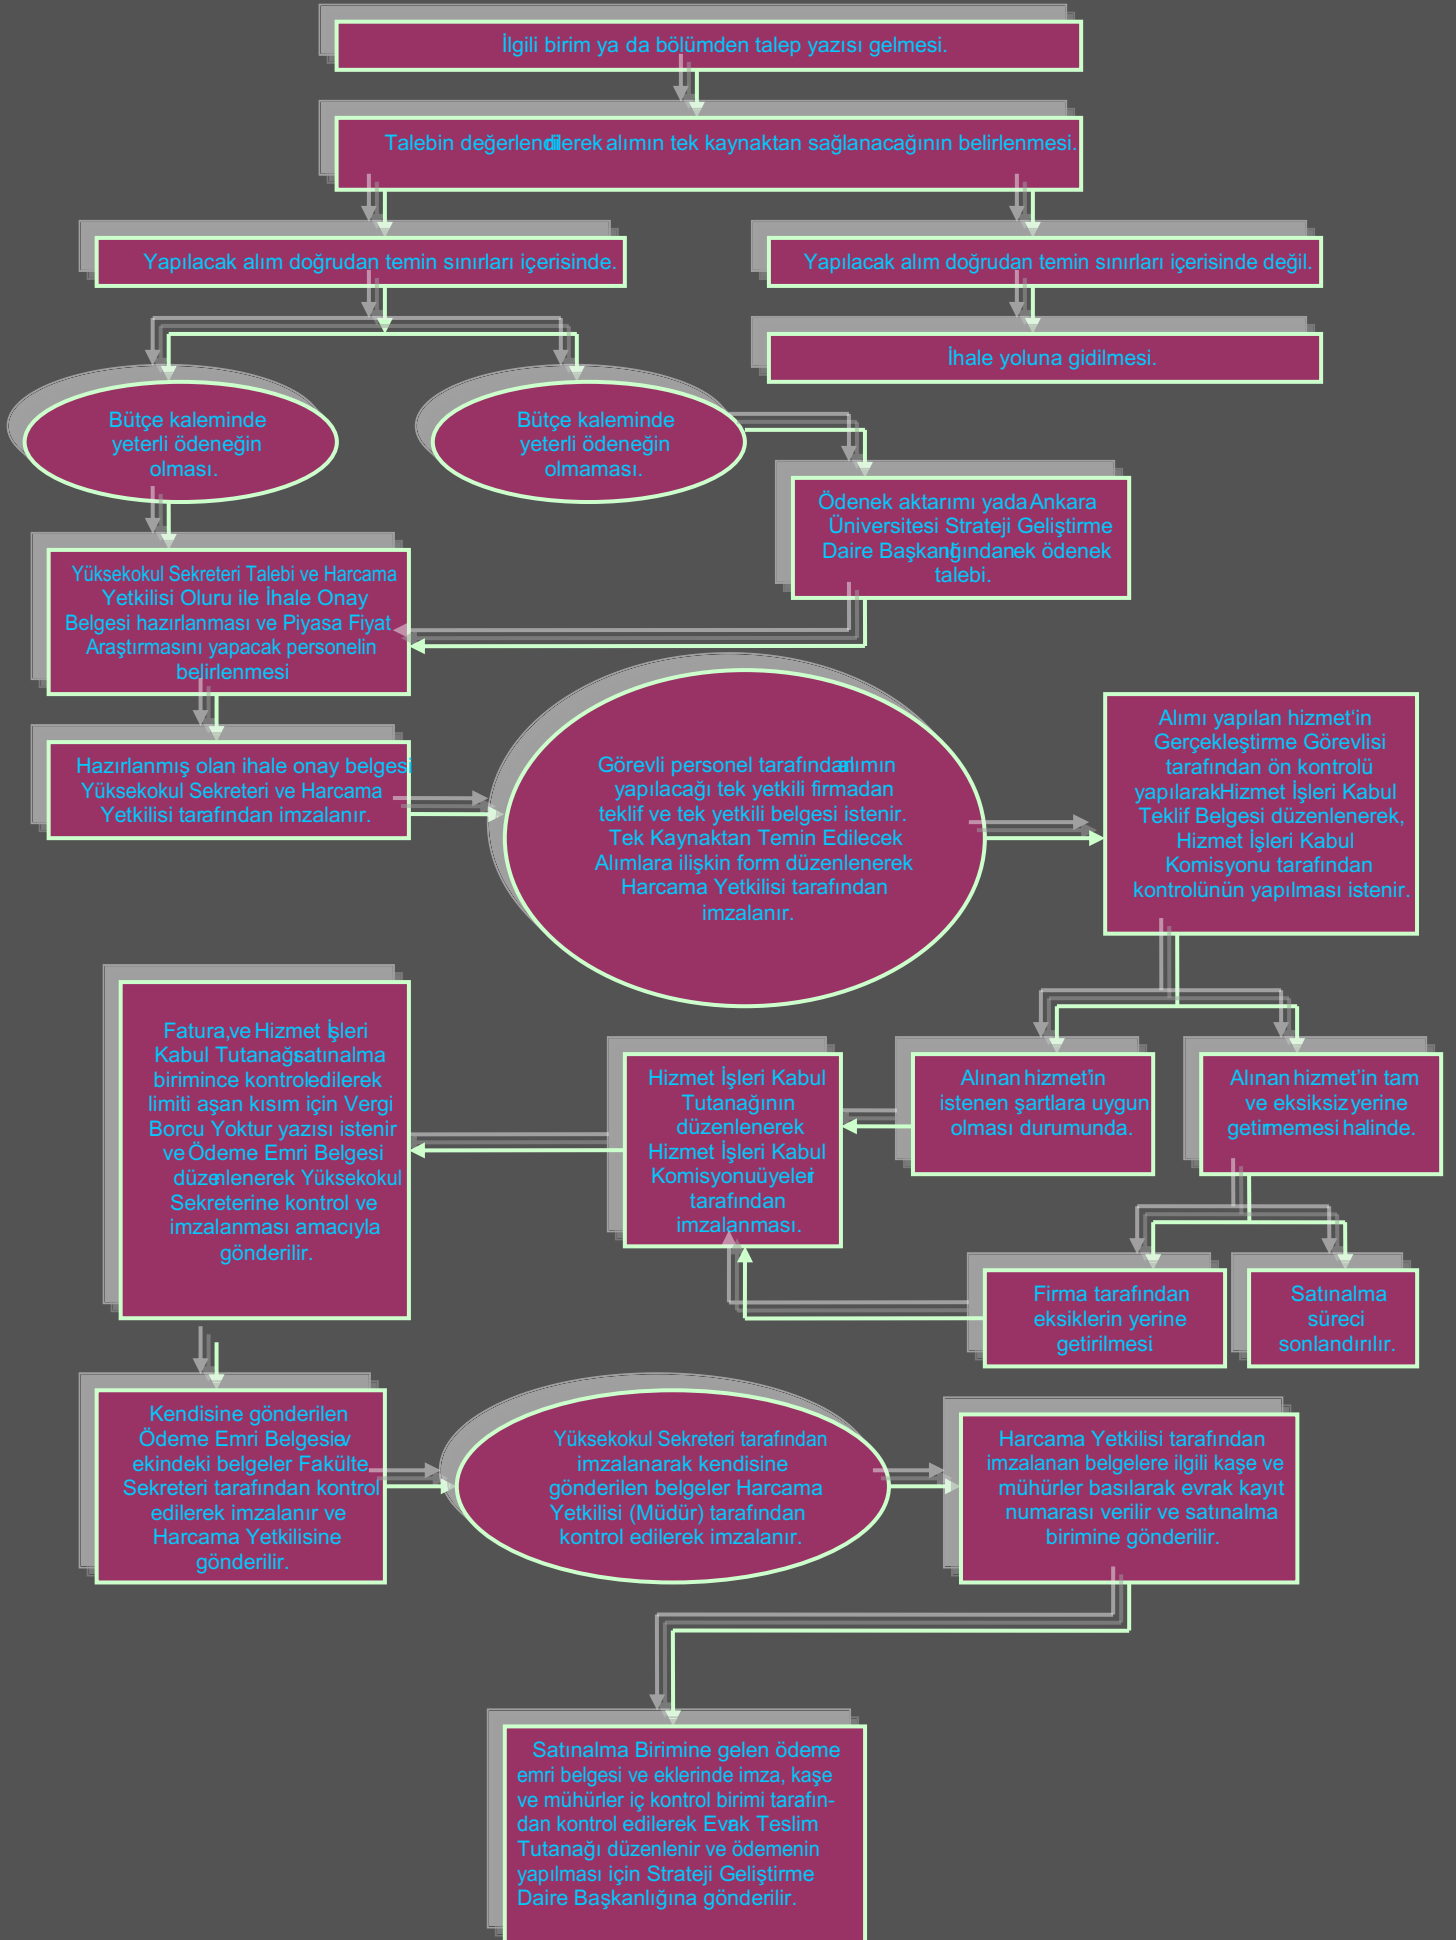 İlgili birim ya da bölümden talep yazısı gelmesi.
Talebin değerlendirilerek alımın tek kaynaktan sağlanacağının belirlenmesi.
Yapılacak alım doğrudan temin sınırları içerisinde.
Yapılacak alım doğrudan temin sınırları içerisinde değil.
İhale yoluna gidilmesi.
Bütçe kaleminde
yeterli ödeneğin
olması.
Bütçe kaleminde
yeterli ödeneğin
olmaması.
Ödenek aktarımı yada Ankara
Üniversitesi Strateji Geliştirme
Daire Başkanlığından ek ödenek
talebi.
Yüksekokul Sekreteri Talebi ve Harcama
Yetkilisi Oluru ile İhale Onay
Belgesi hazırlanması ve Piyasa Fiyat
Araştırmasını yapacak personelin
belirlenmesi
Hazırlanmış olan ihale onay belgesi
Yüksekokul Sekreteri ve Harcama
Yetkilisi tarafından imzalanır.
Görevli personel tarafından alımın
yapılacağı tek yetkili firmadan
teklif ve tek yetkili belgesi istenir.
Tek Kaynaktan Temin Edilecek
Alımlara ilişkin form düzenlenerek
Harcama Yetkilisi tarafından
imzalanır.
Alımı yapılan hizmet‘in
Gerçekleştirme Görevlisi
tarafından ön kontrolü
yapılarak Hizmet İşleri Kabul
Teklif Belgesi düzenlenerek,
Hizmet İşleri Kabul
Komisyonu tarafından
kontrolünün yapılması istenir.
Alınan hizmet’in
istenen şartlara uygun
olması durumunda.
Alınan hizmet’in tam
ve eksiksiz yerine
getirmemesi halinde.
Hizmet İşleri Kabul
Tutanağının
düzenlenerek
Hizmet İşleri Kabul
Komisyonu üyeleri
tarafından
imzalanması.
Fatura,ve Hizmet İşleri
Kabul Tutanağı satınalma
birimince kontrol edilerek
limiti aşan kısım için Vergi
Borcu Yoktur yazısı istenir
ve Ödeme Emri Belgesi
düzenlenerek Yüksekokul
Sekreterine kontrol ve
imzalanması amacıyla
gönderilir.
Firma tarafından
eksiklerin yerine
getirilmesi.
Satınalma
süreci
sonlandırılır.
Kendisine gönderilen
Ödeme Emri Belgesi ve
ekindeki belgeler Fakülte
Sekreteri tarafından kontrol
edilerek imzalanır ve
Harcama Yetkilisine
gönderilir.
Yüksekokul Sekreteri tarafından
imzalanarak kendisine
gönderilen belgeler Harcama
Yetkilisi (Müdür) tarafından
kontrol edilerek imzalanır.
Harcama Yetkilisi tarafından
imzalanan belgelere ilgili kaşe ve
mühürler basılarak evrak kayıt
numarası verilir ve satınalma
birimine gönderilir.
Satınalma Birimine gelen ödeme
emri belgesi ve eklerinde imza, kaşe
ve mühürler iç kontrol birimi tarafın-
dan kontrol edilerek Evrak Teslim
Tutanağı düzenlenir ve ödemenin
yapılması için Strateji Geliştirme
Daire Başkanlığına gönderilir.